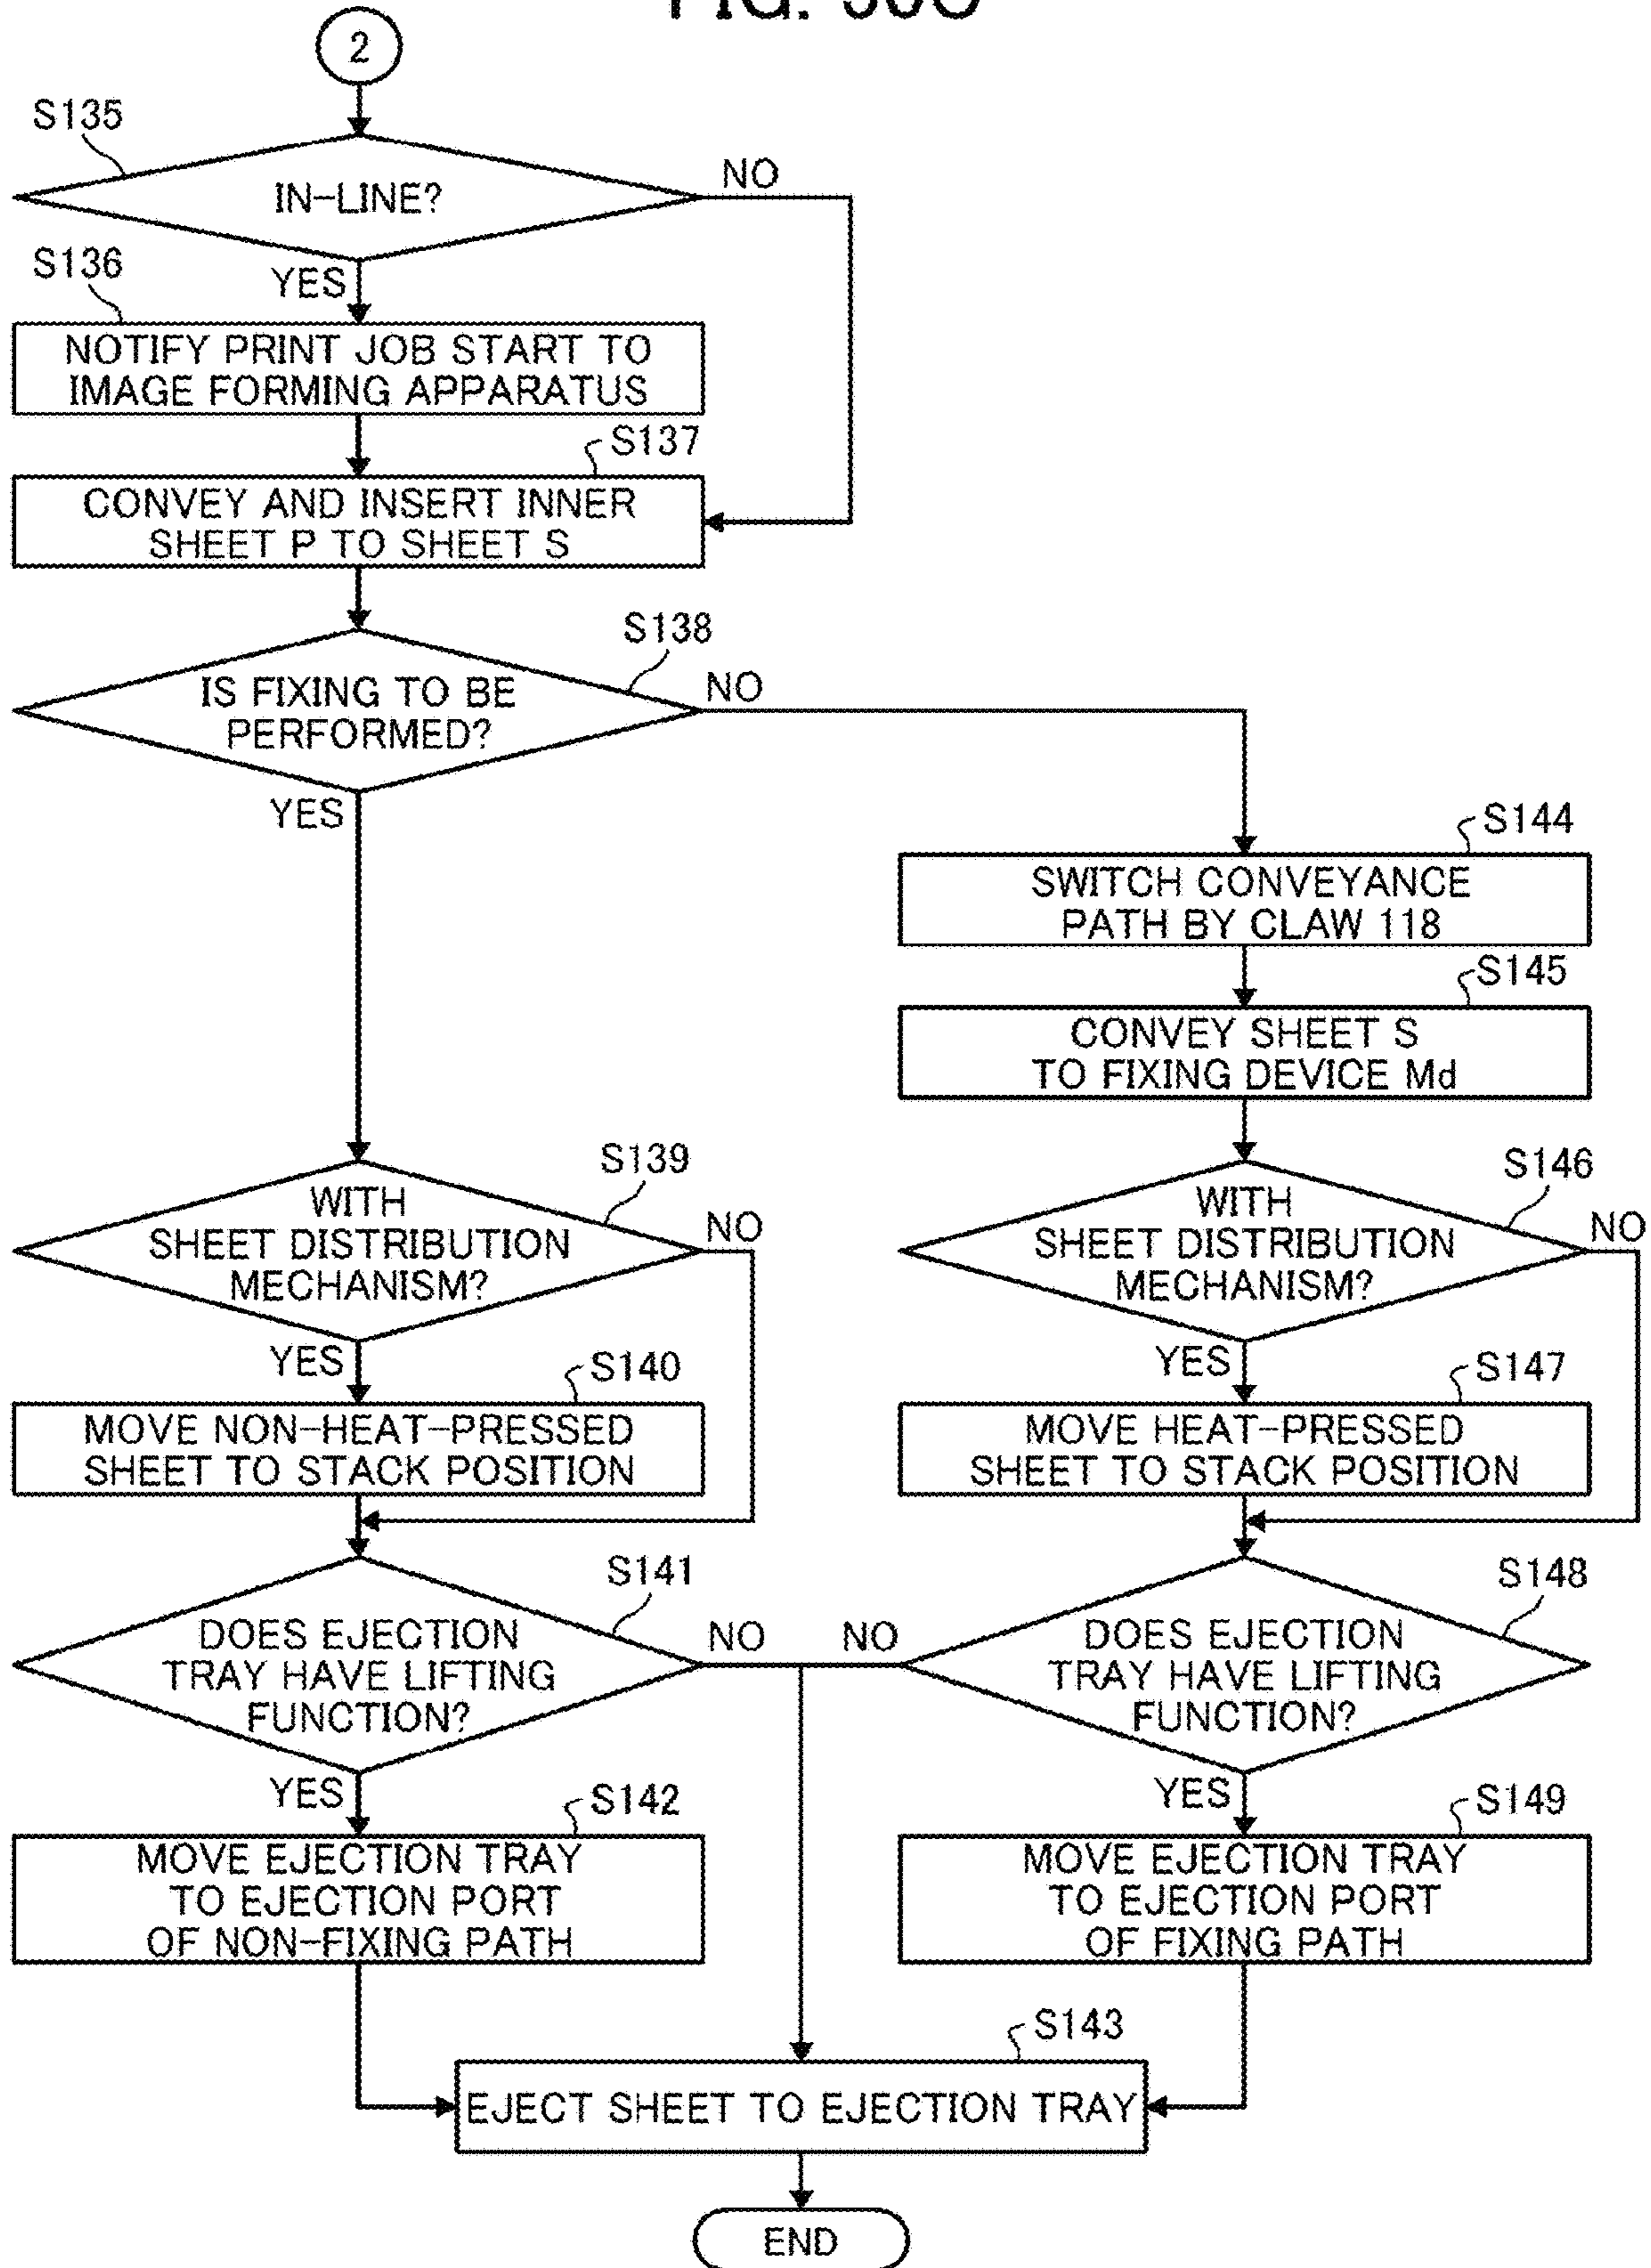 2
S135
IN-LINE?
NO
YES
S136
NOTIFY PRINT JOB START TO
IMAGE FORMING APPARATUS
S137
CONVEY AND INSERT INNER
SHEET P TO SHEET S
S138
IS FIXING TO BE
PERFORMED?
NO
YES
S144
SWITCH CONVEYANCE
PATH BY CLAW 118
S145
CONVEY SHEET S
TO FIXING DEVICE Md
S139
WITH
SHEET DISTRIBUTION
MECHANISM?
NO
YES
S146
WITH
SHEET DISTRIBUTION
MECHANISM?
NO
YES
S140
MOVE NON-HEAT-PRESSED
SHEET TO STACK POSITION
S147
MOVE HEAT-PRESSED
SHEET TO STACK POSITION
S141
DOES EJECTION
TRAY HAVE LIFTING
FUNCTION?
NO
YES
S148
DOES EJECTION
TRAY HAVE LIFTING
FUNCTION?
NO
YES
S142
MOVE EJECTION TRAY
TO EJECTION PORT
OF NON-FIXING PATH
S149
MOVE EJECTION TRAY
TO EJECTION PORT
OF FIXING PATH
S143
EJECT SHEET TO EJECTION TRAY
END